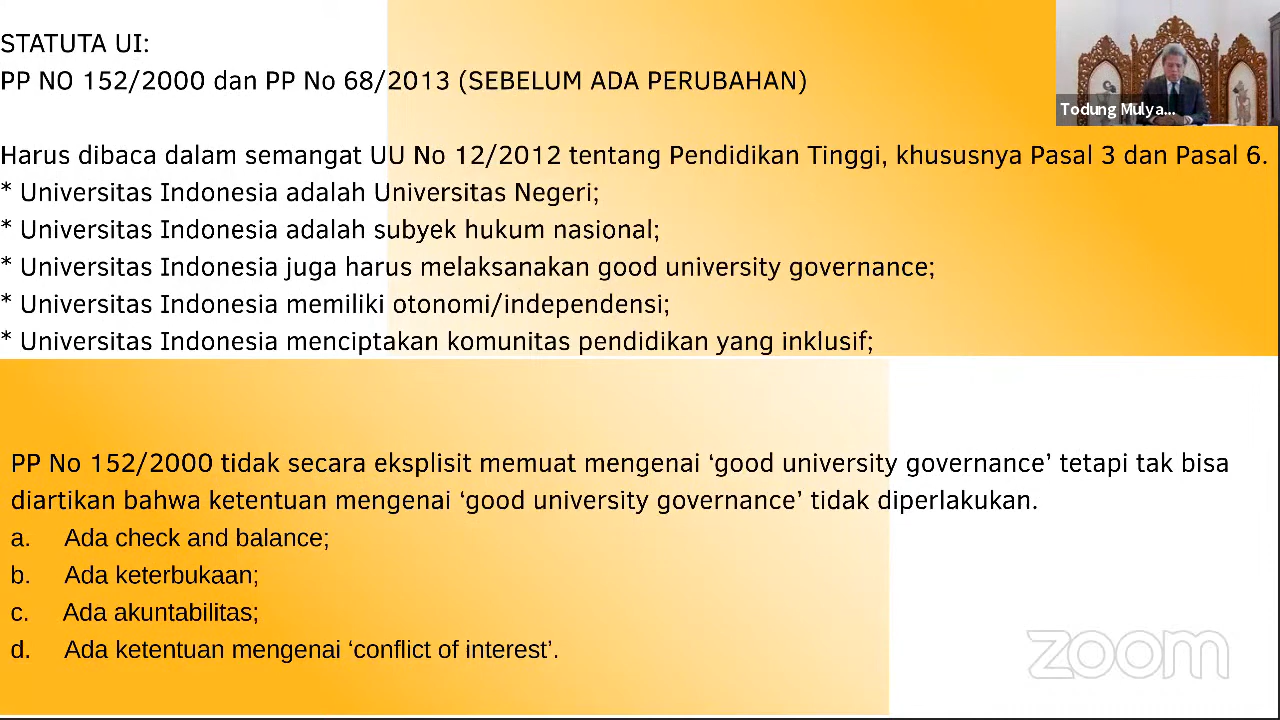 STATUTA UI:
PP NO 152/2000 dan PP No 68/2013 (SEBELUM ADA PERUBAHAN)
Todung Mulya...
Harus dibaca dalam semangat UU No 12/2012 tentang Pendidikan Tinggi, khususnya Pasal 3 dan Pasal 6.
* Universitas Indonesia adalah Universitas Negeri;
* Universitas Indonesia adalah subyek hukum nasional;
* Universitas Indonesia juga harus melaksanakan good university governance;
* Universitas Indonesia memiliki otonomi/independensi;
* Universitas Indonesia menciptakan komunitas pendidikan yang inklusif;
PP No 152/2000 tidak secara eksplisit memuat mengenai ‘good university governance’ tetapi tak bisa
diartikan bahwa ketentuan mengenai ‘good university governance’ tidak diperlakukan.
a. Ada check and balance;
b. Ada keterbukaan;
c. Ada akuntabilitas;
d. Ada ketentuan mengenai ‘conflict of interest’.
zoom